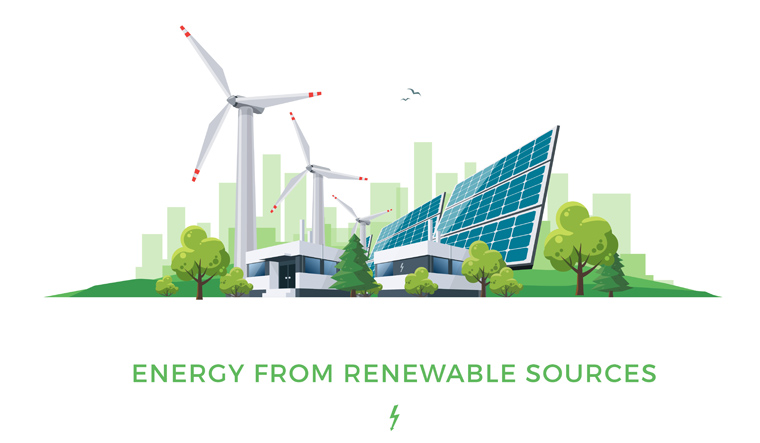 ENERGY FROM RENEWABLE SOURCES